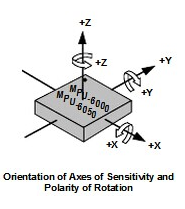 +Z
+Z
+Y
+Y
MPU-6000
MPU-6050
+X
+X
Orientation of Axes of Sensitivity and
Polarity of Rotation